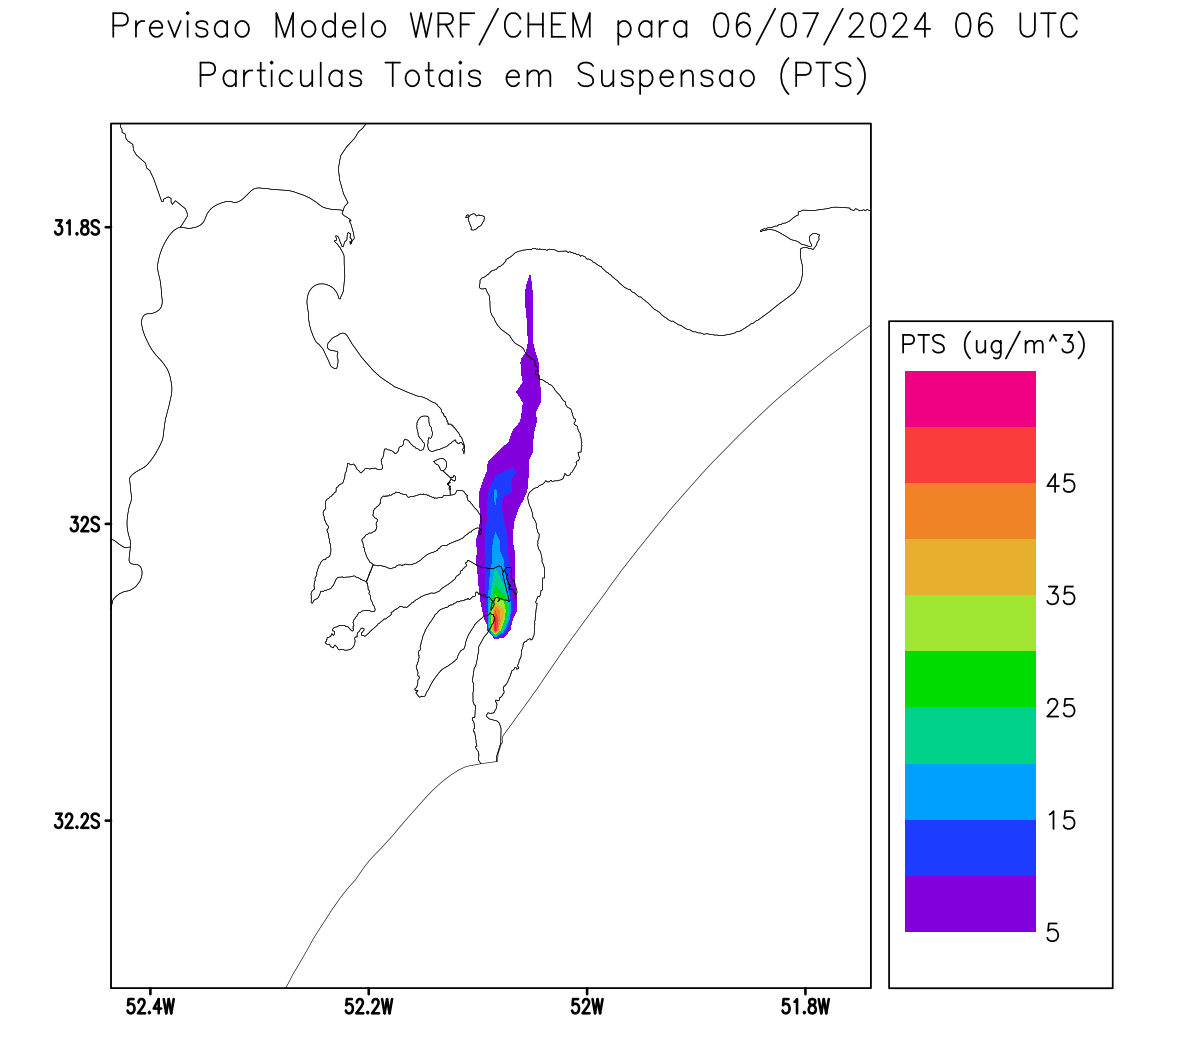 Previsao Modelo WRF/CHEM para 06/07/2024 06 UTC
Particulas Totais em Suspensao (PTS)
31.8S
32S
32.2S
52.4W
52.2W
52W
51.8W
PTS (ug/m^3)
45
35
25
15
5